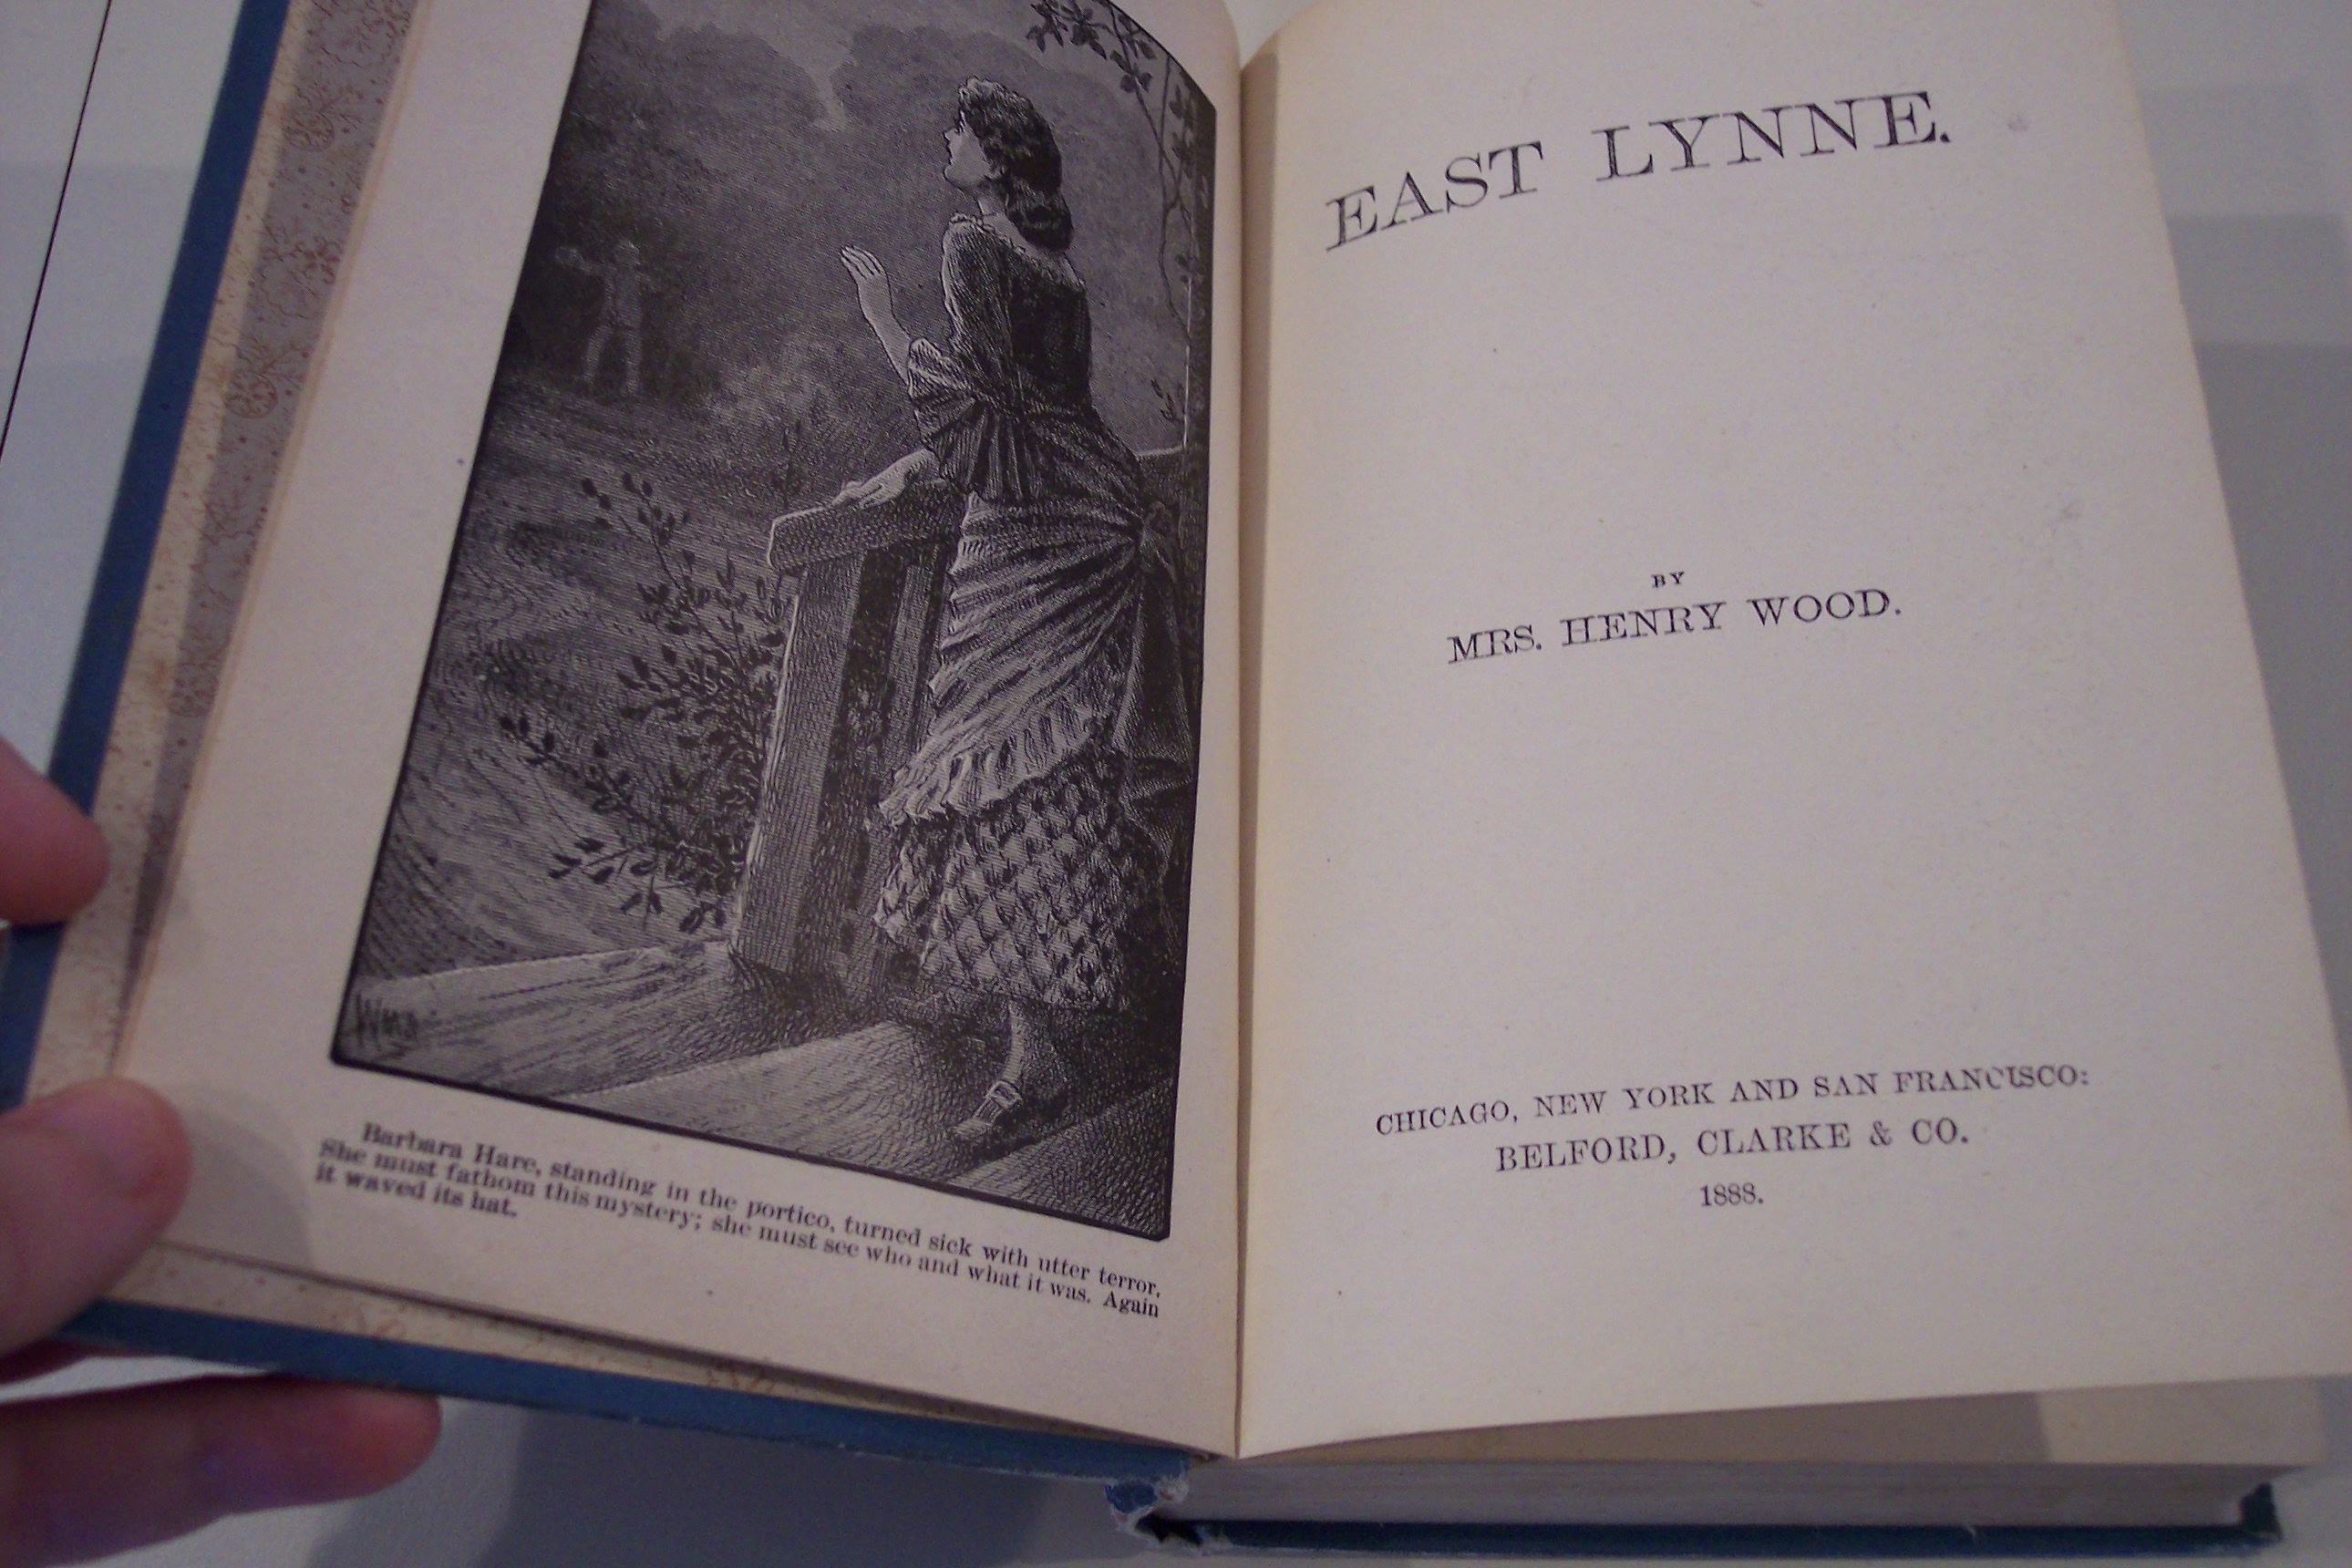 Barbara Hare, standing in the portico, turned sick with utter terror.
She must fathom this mystery; she must see who and what it was. Again
it waved its hat.
EAST LYNNE.
BY
MRS. HENRY WOOD.
CHICAGO, NEW YORK AND SAN FRANCISCO:
BELFORD, CLARKE & CO.
1888.